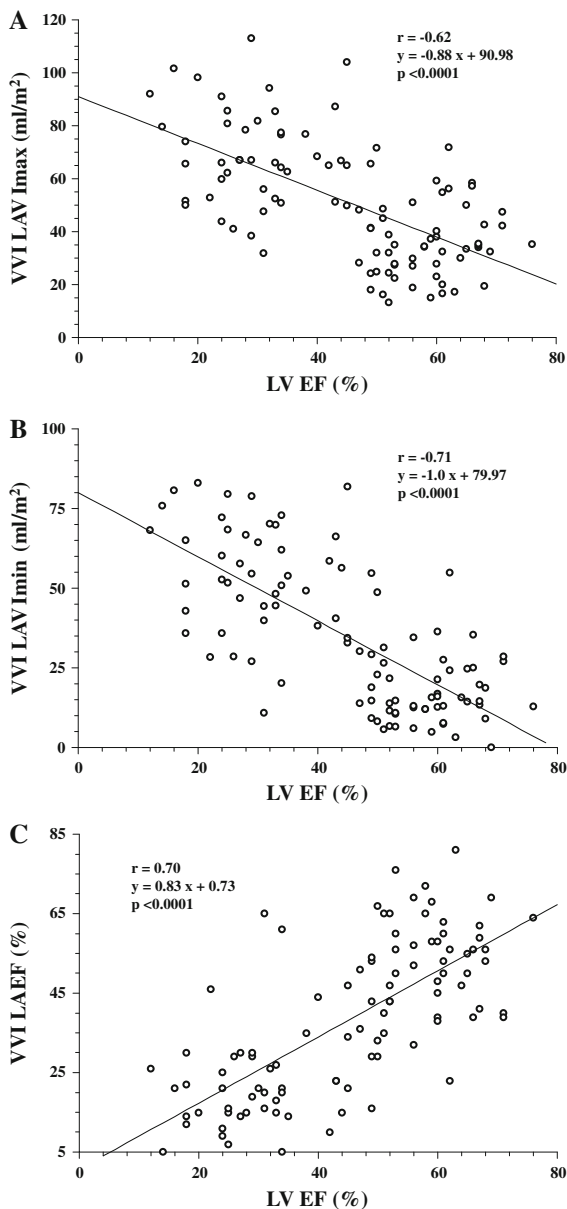 A
VVI LAV Imax (ml/m²)
120
100
80
60
40
20
0
r = -0.62
y = -0.88 x + 90.98
p <0.0001
0 20 40 60 80
LV EF (%)
B
VVI LAV Imin (ml/m²)
100
75
50
25
0
r = -0.71
y = -1.0 x + 79.97
p <0.0001
0 20 40 60 80
LV EF (%)
C
VVI LAEF (%)
85
65
45
25
5
r = 0.70
y = 0.83 x + 0.73
p <0.0001
0 20 40 60 80
LV EF (%)